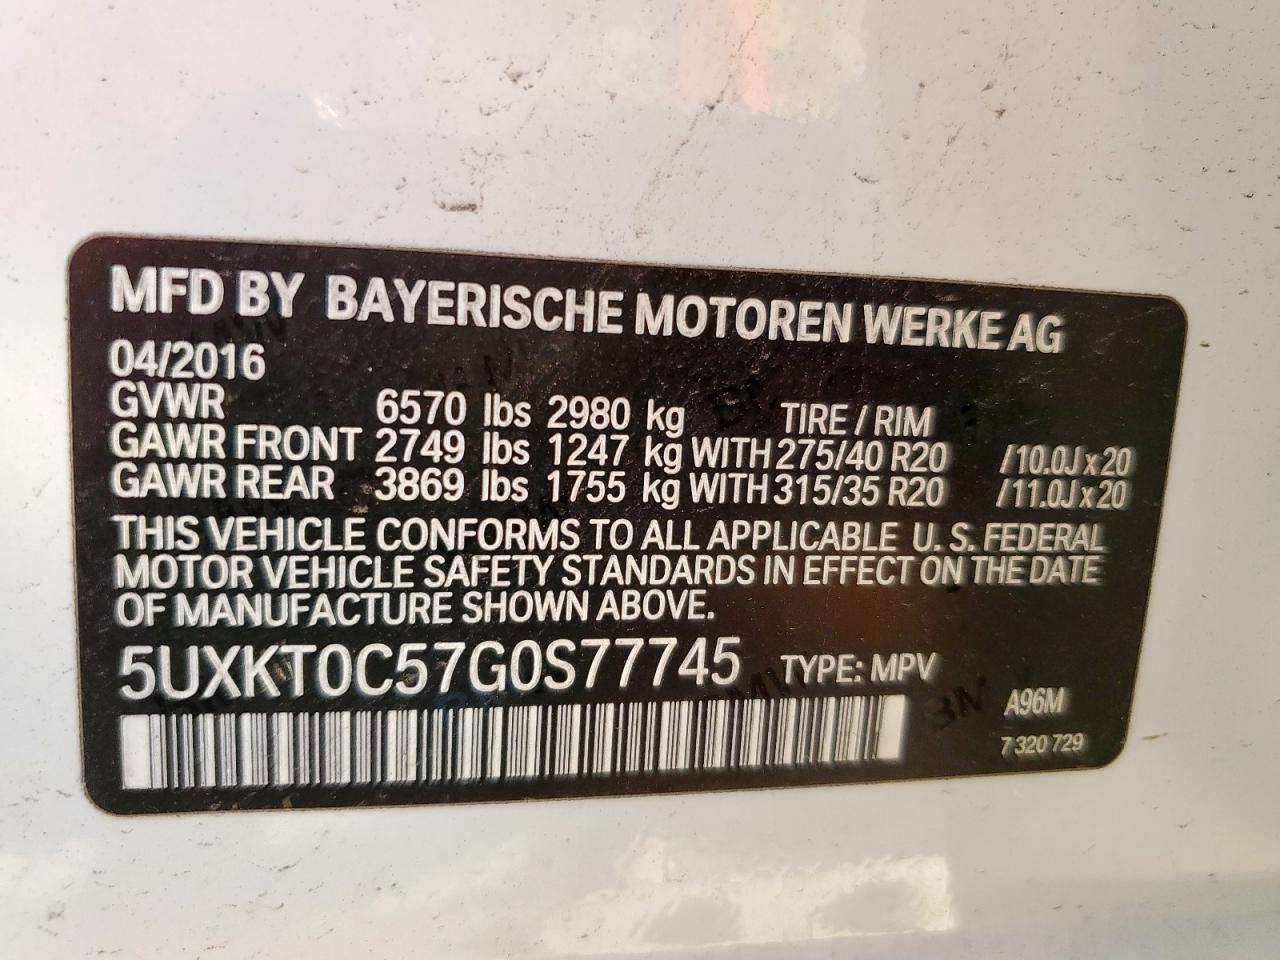 MFD BY BAYERISCHE MOTOREN WERKE AG
04/2016
GVWR 6570 lbs 2980 kg TIRE / RIM
GAWR FRONT 2749 lbs 1247 kg WITH 275/40 R20 /10.0J x 20
GAWR REAR 3869 lbs 1755 kg WITH 315/35 R20 /11.0J x 20
THIS VEHICLE CONFORMS TO ALL APPLICABLE U. S. FEDERAL
MOTOR VEHICLE SAFETY STANDARDS IN EFFECT ON THE DATE
OF MANUFACTURE SHOWN ABOVE.
5UXKT0C57G0S77745 TYPE: MPV
A96M
7 320 729